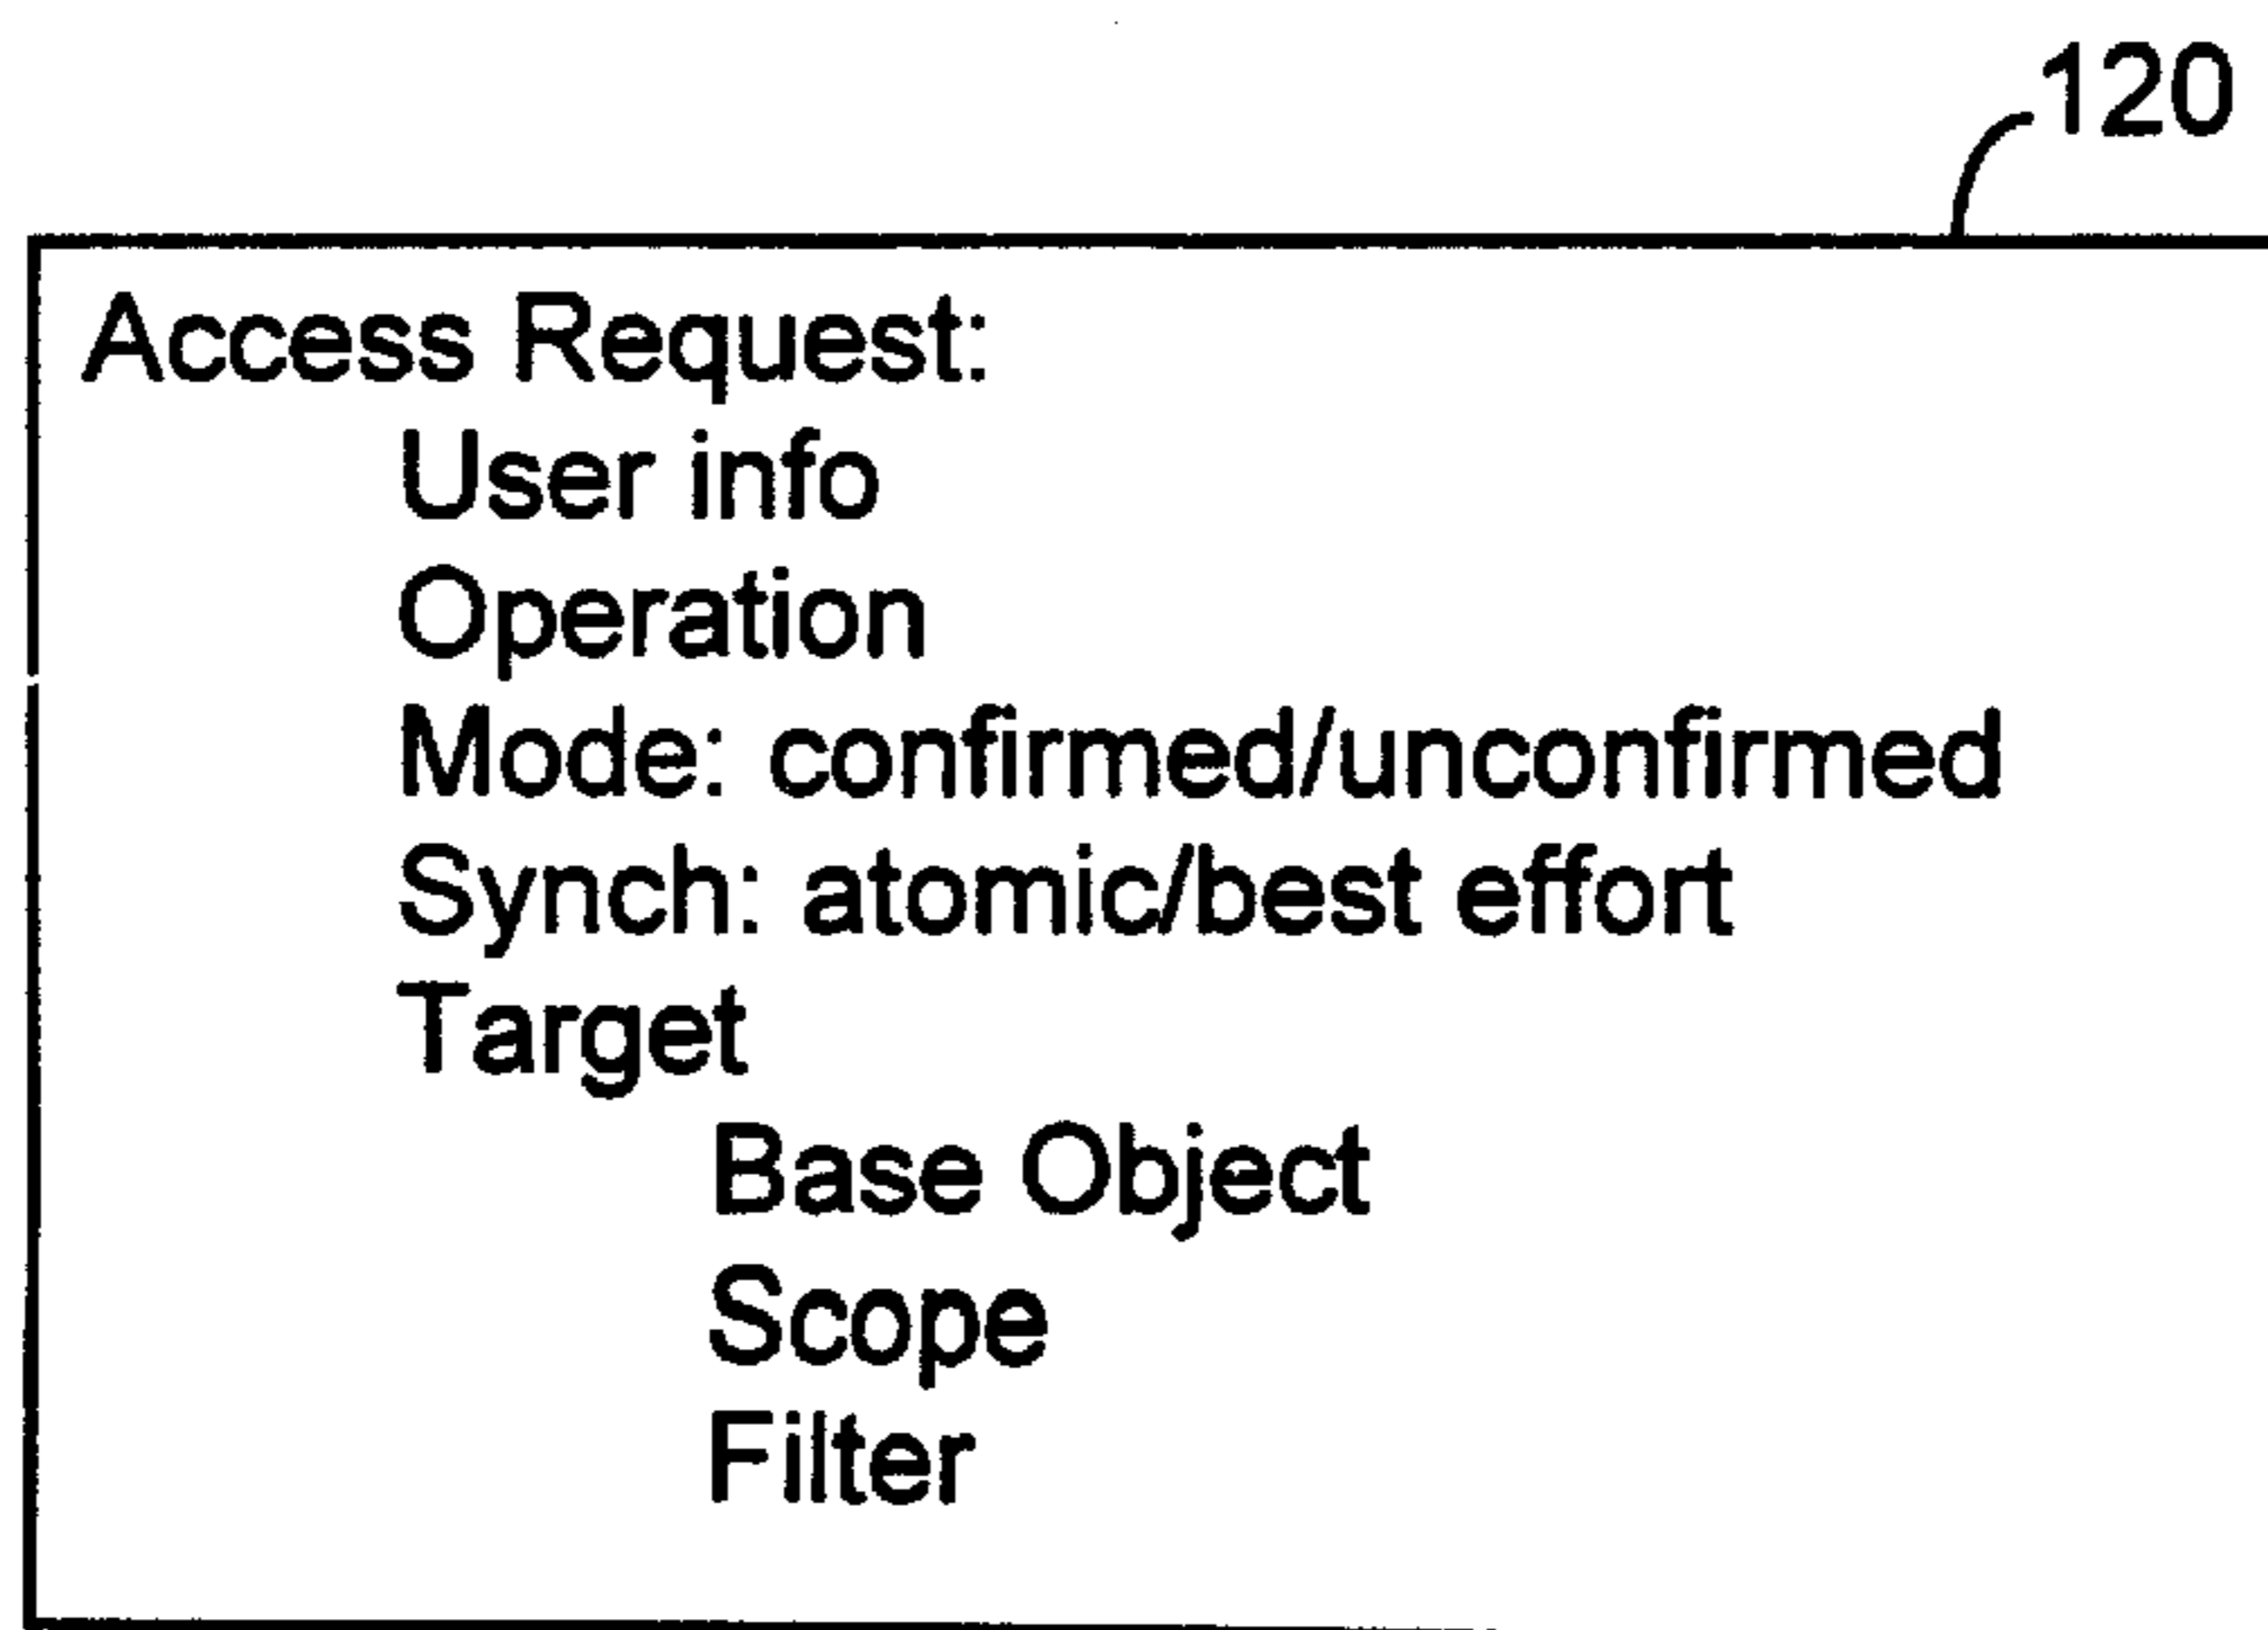 120
Access Request:
User info
Operation
Mode: confirmed/unconfirmed
Synch: atomic/best effort
Target
Base Object
Scope
Filter